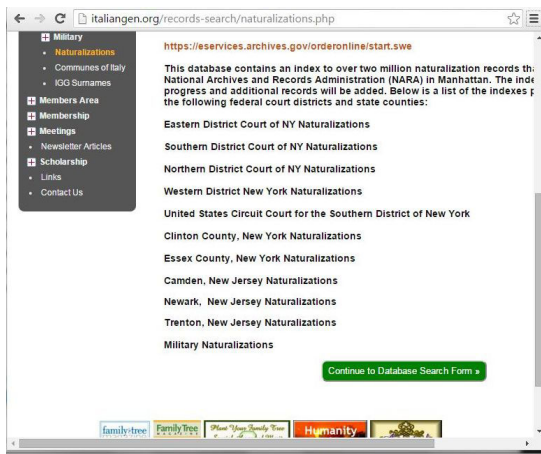 italiangen.org/records-search/naturalizations.php
Military
Naturalizations
Communes of Italy
IGG Surnames
Members Area
Membership
Meetings
Newsletter Articles
Scholarship
Links
Contact Us
https://eservices.archives.gov/orderonline/start.swe
This database contains an index to over two million naturalization records
National Archives and Records Administration (NARA) in Manhattan. The
progress and additional records will be added. Below is a list of the indexes
the following federal court districts and state counties:
Eastern District Court of NY Naturalizations
Southern District Court of NY Naturalizations
Northern District Court of NY Naturalizations
Western District New York Naturalizations
United States Circuit Court for the Southern District of New York
Clinton County, New York Naturalizations
Essex County, New York Naturalizations
Camden, New Jersey Naturalizations
Newark, New Jersey Naturalizations
Trenton, New Jersey Naturalizations
Military Naturalizations
Continue to Database Search Form »
family tree
Family Tree
MAGAZINE
Plant Your Family Tree
Humanity